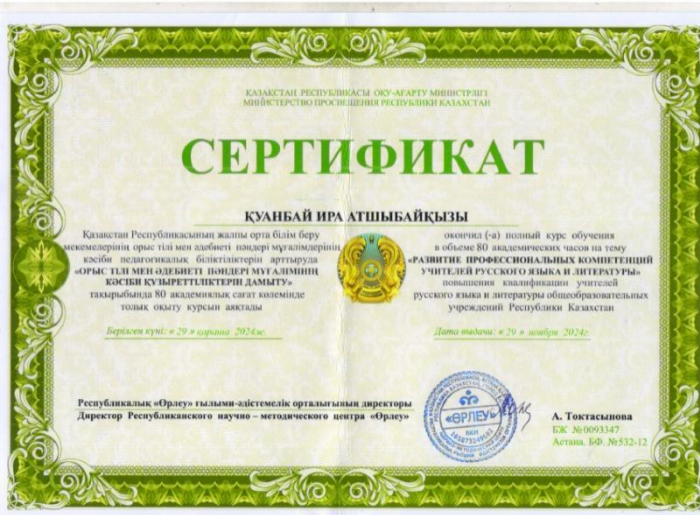 ҚАЗАҚСТАН РЕСПУБЛИКАСЫ ОҚУ-АҒАРТУ МИНИСТРЛІГІ
МИНИСТЕРСТВО ПРОСВЕЩЕНИЯ РЕСПУБЛИКИ КАЗАХСТАН
СЕРТИФИКАТ
ҚУАНБАЙ ИРА АТШЫБАЙҚЫЗЫ
Қазақстан Республикасының жалпы орта білім беру
мекемелерінің орыс тілі мен әдебиеті пәндері мұғалімдерінің
кәсіби педагогикалық біліктіліктерін арттыруда
«ОРЫС ТІЛІ МЕН ӘДЕБИЕТІ ПӘНДЕРІ МҰҒАЛІМІНІҢ
КӘСІБИ ҚҰЗЫРЕТТІЛІКТЕРІН ДАМЫТУ»
тақырыбында 80 академиялық сағат көлемінде
толық оқыту курсын аяқтады
Берілген күні: « 29 » қараша 2024ж.
окончил (-а) полный курс обучения
в объеме 80 академических часов на тему
«РАЗВИТИЕ ПРОФЕССИОНАЛЬНЫХ КОМПЕТЕНЦИЙ
УЧИТЕЛЕЙ РУССКОГО ЯЗЫКА И ЛИТЕРАТУРЫ»
повышения квалификации учителей
русского языка и литературы общеобразовательных
учреждений Республики Казахстан
Дата выдачи: « 29 » ноября 2024г.
Республикалық «Өрлеу» ғылыми-әдістемелік орталығының директоры
Директор Республиканского научно – методического центра «Өрлеу»
«ӨРЛЕУ»
А. Токтасынова
БЖ №0093347
Астана. БФ. №532-12